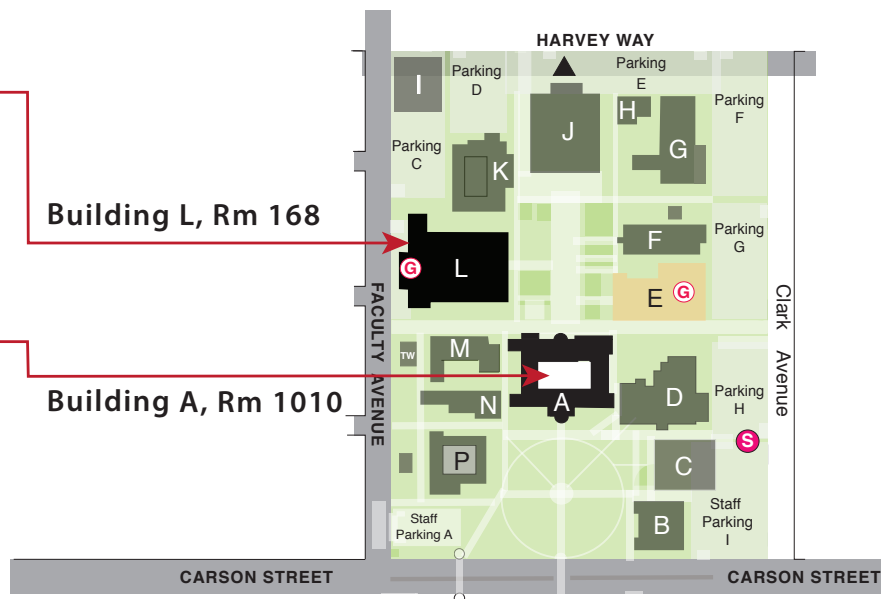 HARVEY WAY
I
Parking
D
Parking
E
Parking
F
H
J
G
Parking
C
K
Building L, Rm 168
F
Parking
G
G
L
E
G
FACULTY AVENUE
Clark Avenue
TW
M
Building A, Rm 1010
A
N
D
Parking
H
S
P
C
Staff
Parking A
B
Staff
Parking
I
CARSON STREET
CARSON STREET